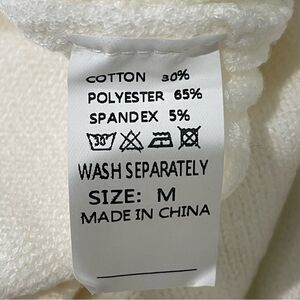 COTTON 30%
POLYESTER 65%
SPANDEX 5%
30°
WASH SEPARATELY
SIZE: M
MADE IN CHINA